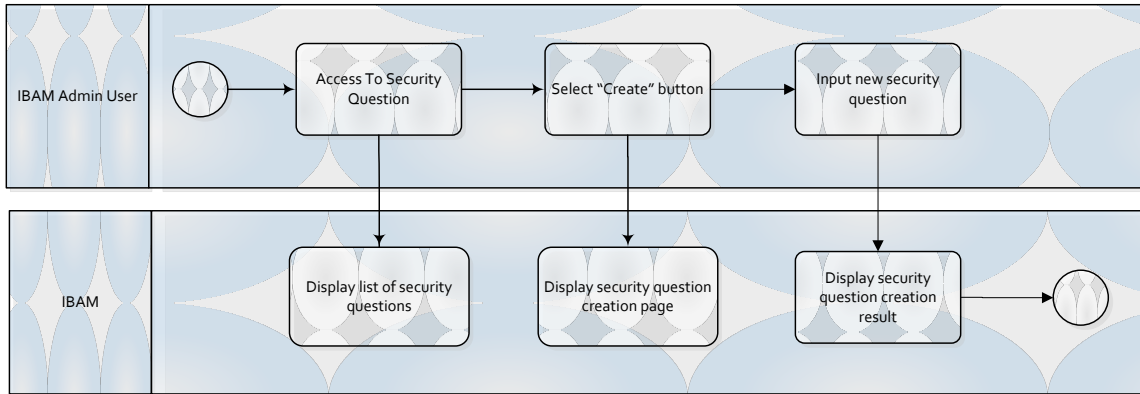 IBAM Admin User
Access To Security
Question
Select “Create” button
Input new security
question
IBAM
Display list of security
questions
Display security question
creation page
Display security
question creation
result